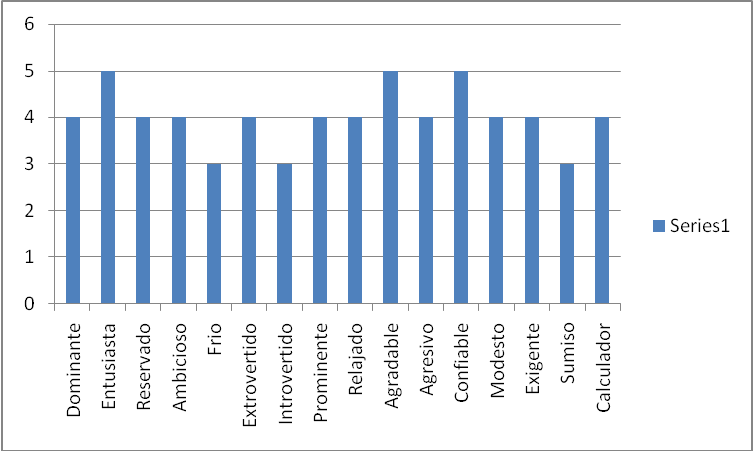 6
5
4
3
2
1
0
Dominante
Entusiasta
Reservado
Ambicioso
Frio
Extrovertido
Introvertido
Prominente
Relajado
Agradable
Agresivo
Confiable
Modesto
Exigente
Sumiso
Calculador
Series1